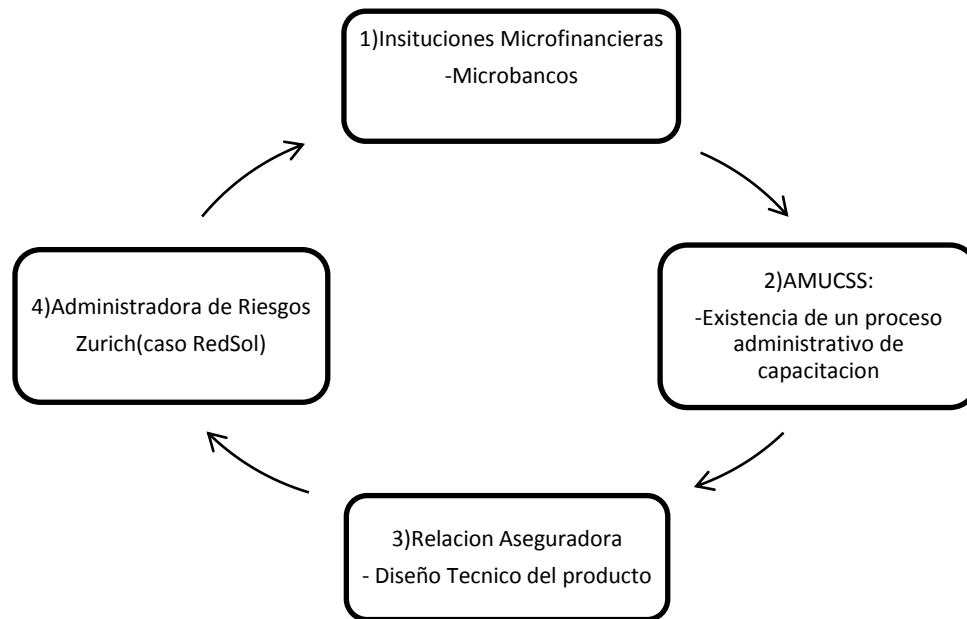 1)Insituciones Microfinancieras
-Microbancos
2)AMUCSS:
-Existencia de un proceso
administrativo de
capacitacion
3)Relacion Aseguradora
- Diseño Tecnico del producto
4)Administradora de Riesgos
Zurich(caso RedSol)